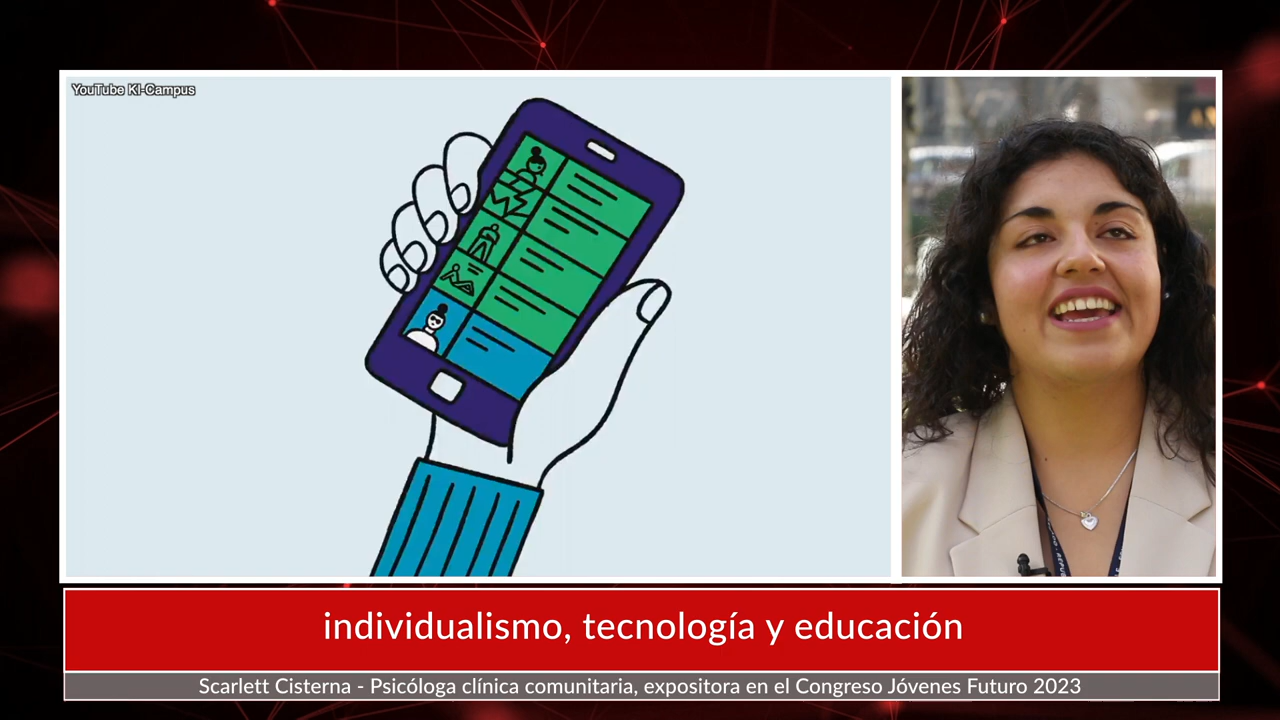 YouTube KI-Campus
individualismo, tecnología y educación
Scarlett Cisterna - Psicóloga clínica comunitaria, expositora en el Congreso Jóvenes Futuro 2023